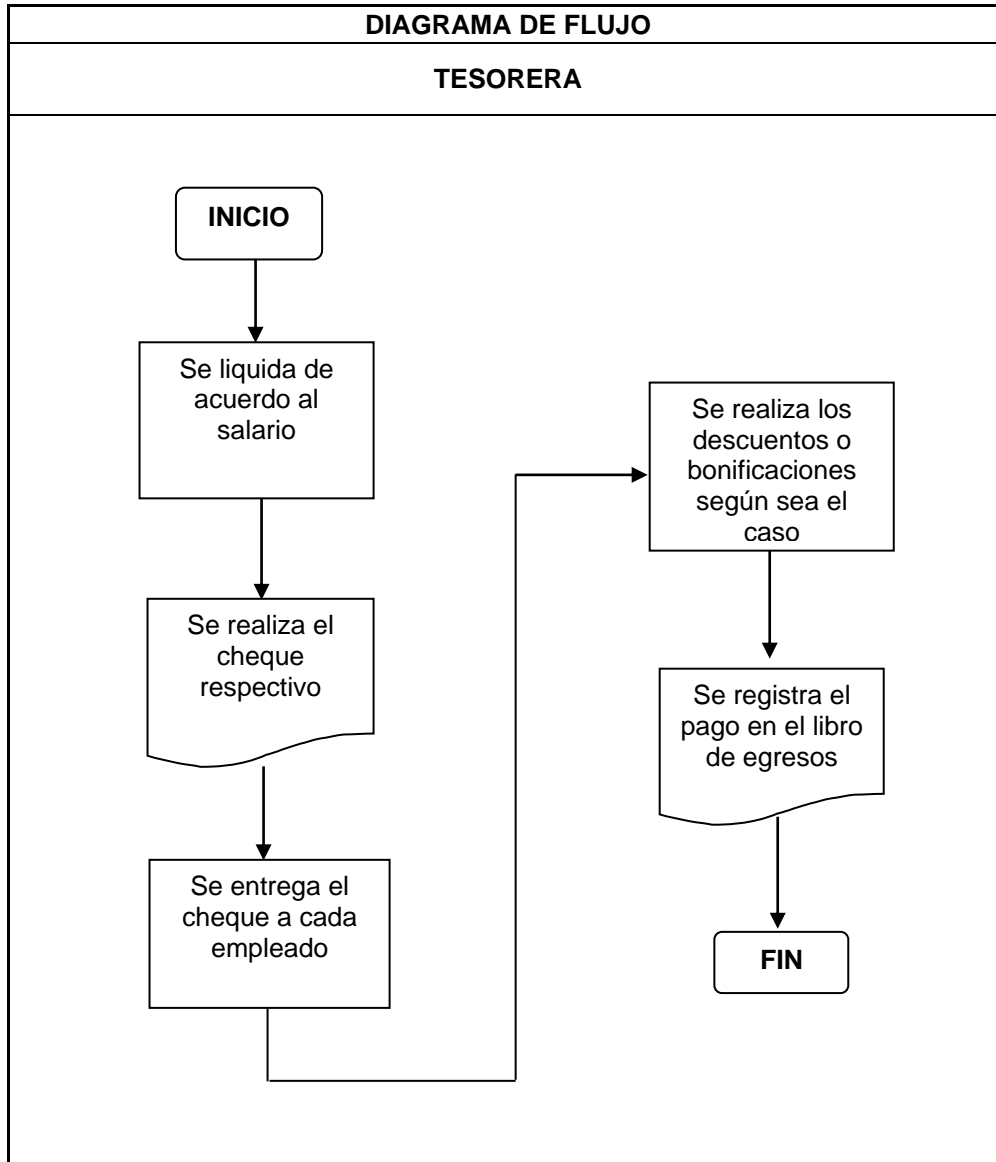 DIAGRAMA DE FLUJO
TESORERA
INICIO
Se liquida de
acuerdo al
salario
Se realiza el
cheque
respectivo
Se entrega el
cheque a cada
empleado
Se realiza los
descuentos o
bonificaciones
según sea el
caso
Se registra el
pago en el libro
de egresos
FIN